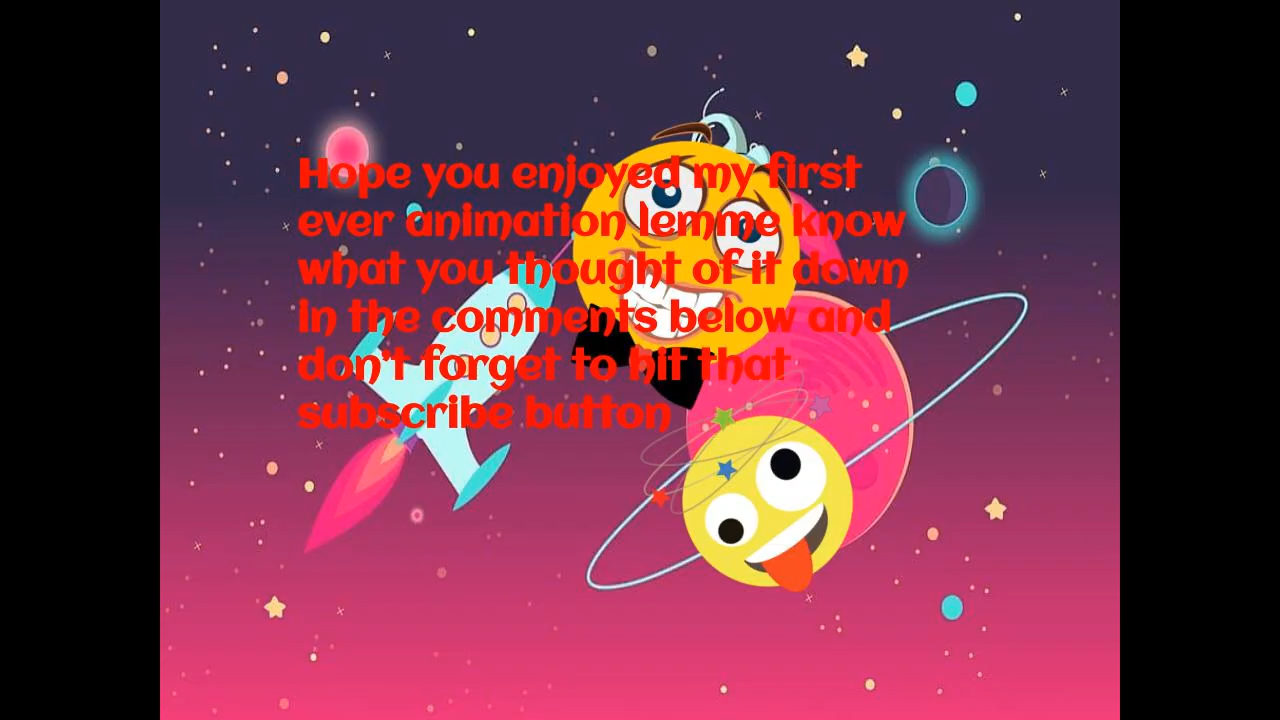 Hope you enjoyed my first
ever animation lemme know
what you thought of it down
in the comments below and
don't forget to hit that
subscribe button